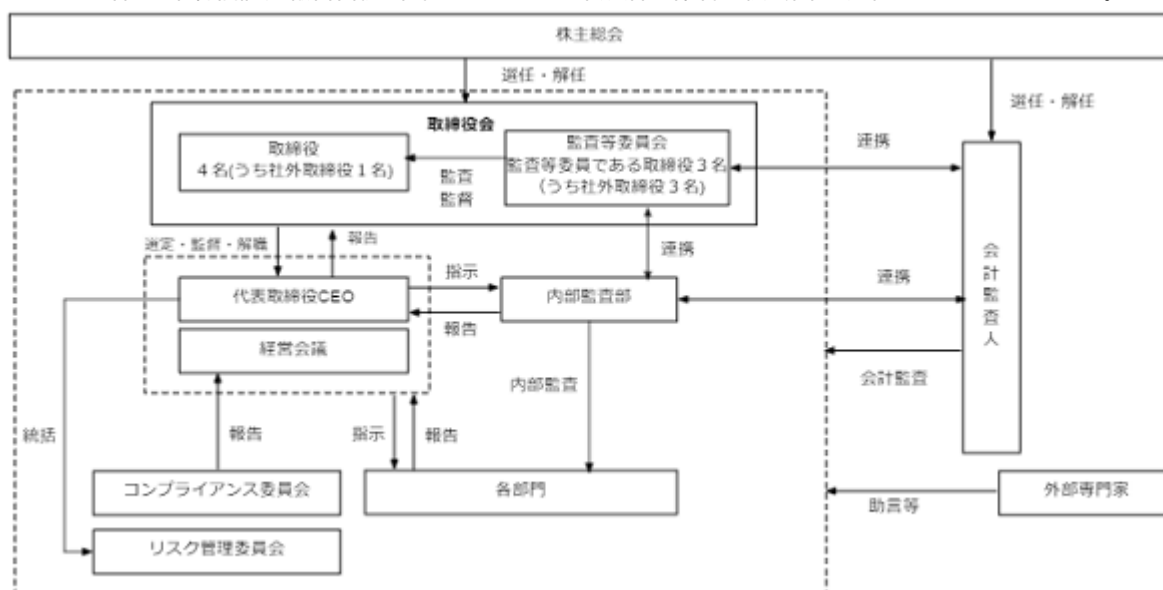 株主総会
選任・解任
選任・解任
取締役会
取締役
4名(うち社外取締役1名)
監査
監督
監査等委員会
監査等委員である取締役3名
(うち社外取締役3名)
連携
選定・監督・解職
報告
連携
代表取締役CEO
指示
報告
内部監査部
連携
会計監査人
経営会議
内部監査
会計監査
統括
報告
指示
報告
コンプライアンス委員会
各部門
助言等
外部専門家
リスク管理委員会